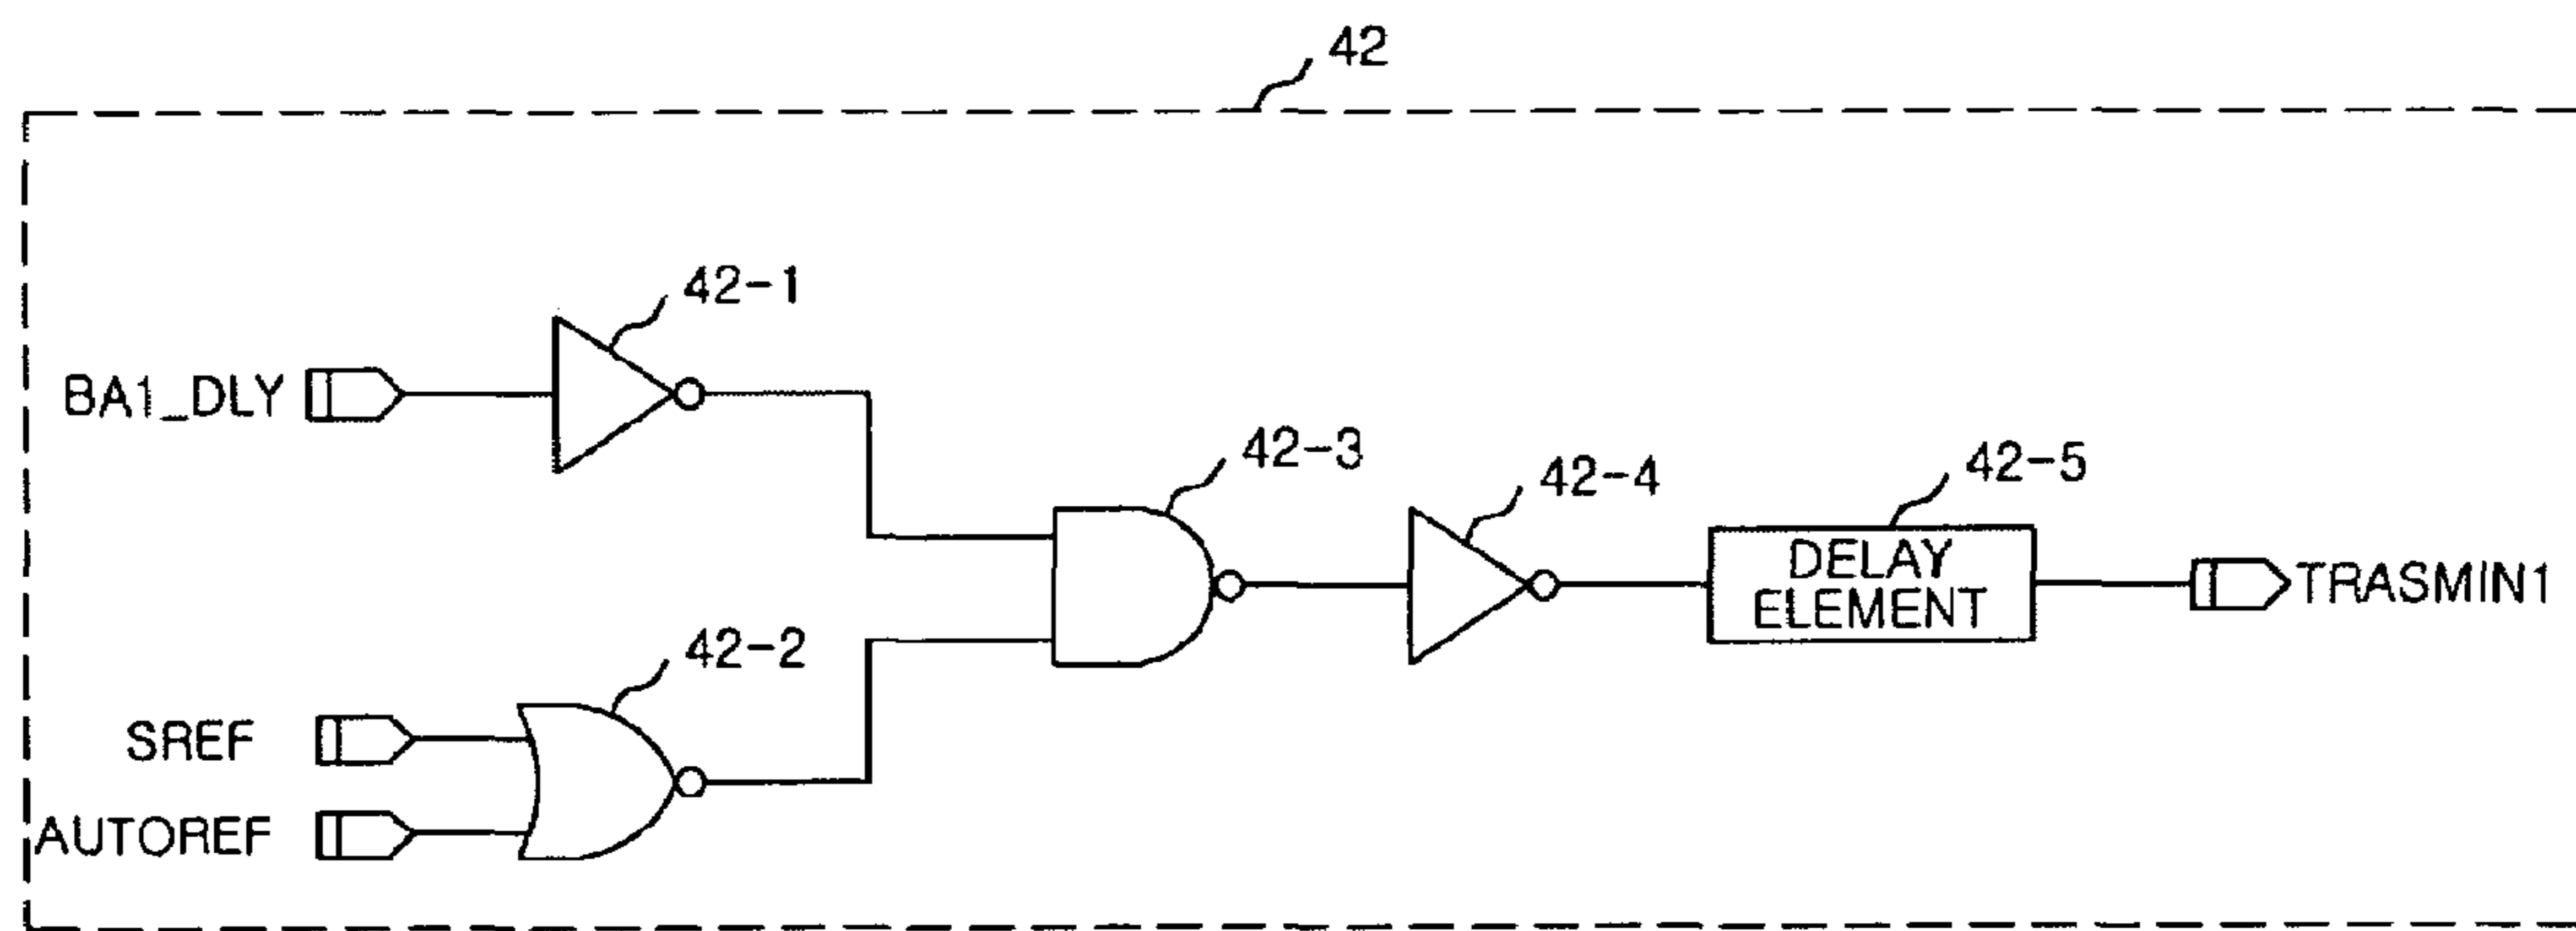 42
42-1
BA1_DLY
42-3
42-4
42-5
DELAY
ELEMENT
TRASMIN1
42-2
SREF
AUTOREF